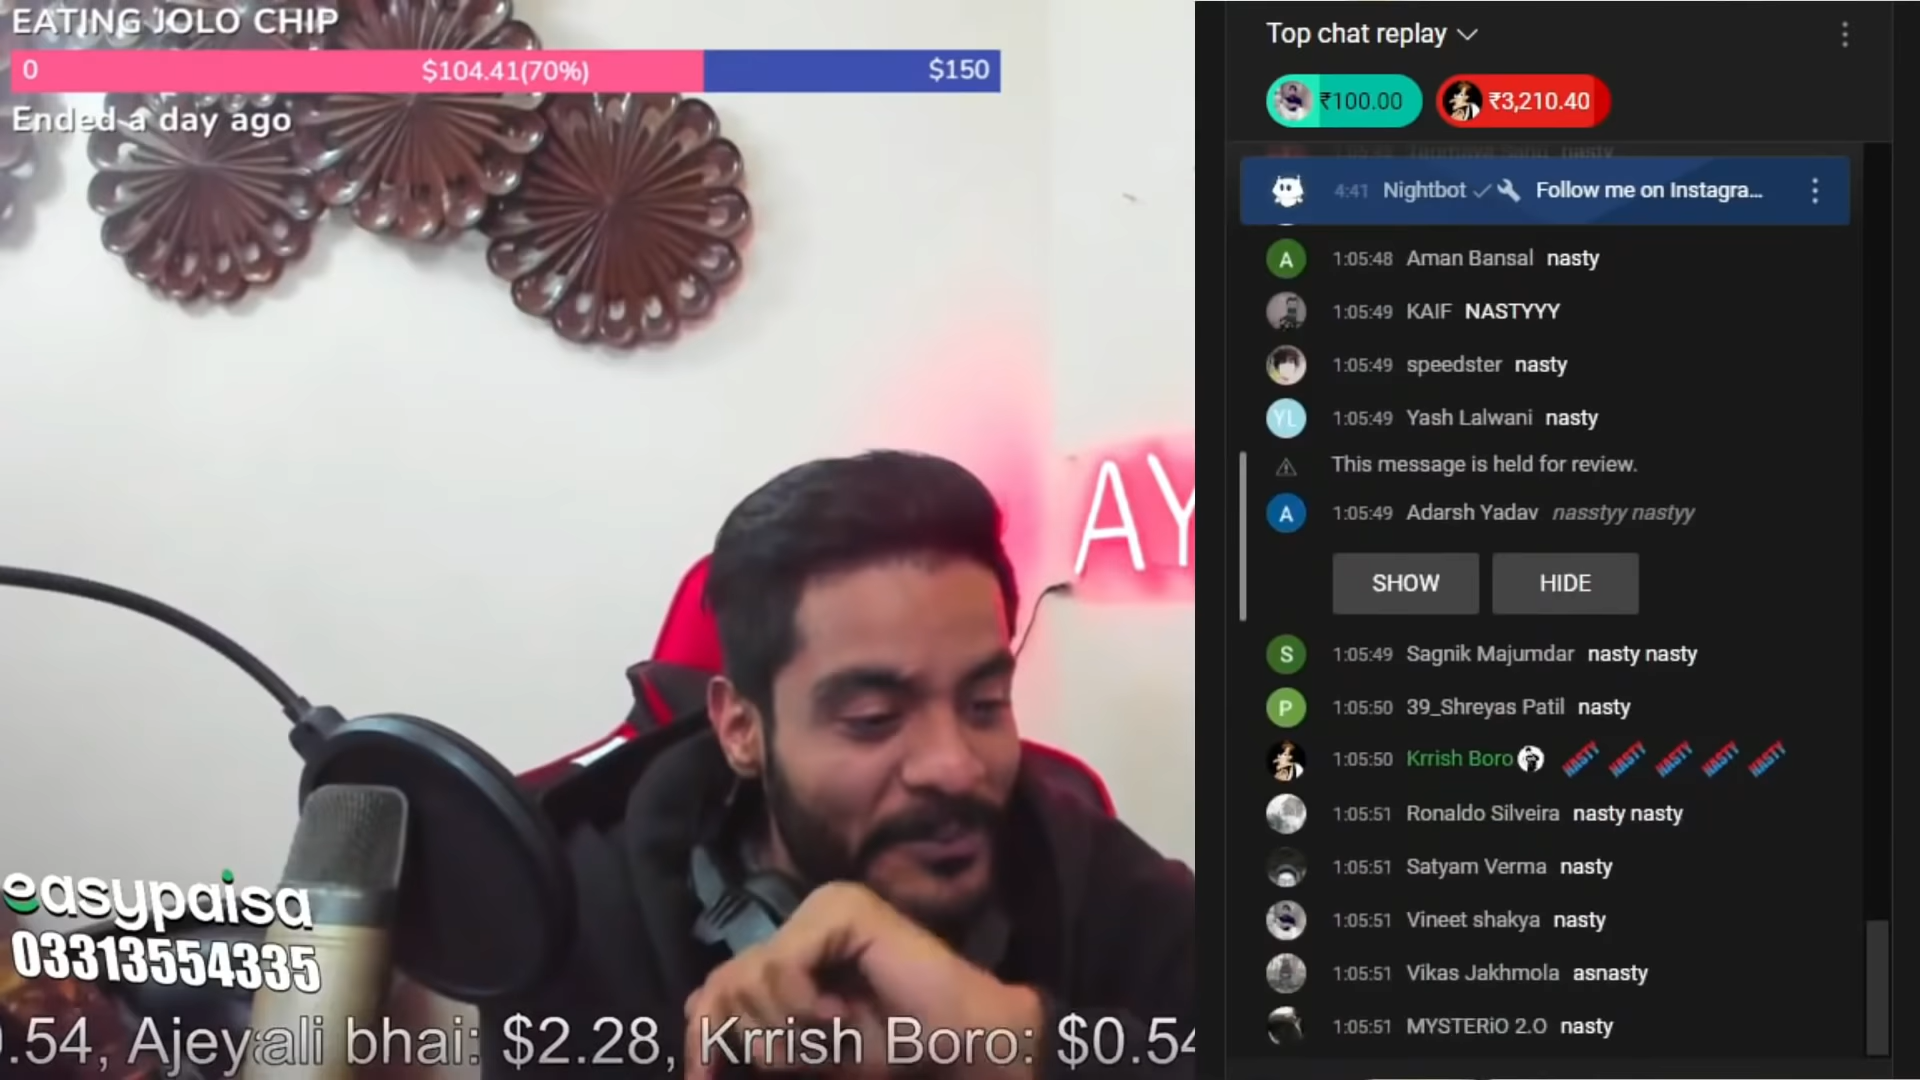 EATING JOLO CHIP
0 $104.41(70%) $150
Ended a day ago
AY
easypaisa
03313554335
.54, Ajeyali bhai: $2.28, Krrish Boro: $0.54
Top chat replay
₹100.00 ₹3,210.40
4:41 Nightbot Follow me on Instagra...
1:05:48 Aman Bansal nasty
1:05:49 KAIF NASTYYY
1:05:49 speedster nasty
YL 1:05:49 Yash Lalwani nasty
This message is held for review.
A 1:05:49 Adarsh Yadav nasstyy nastyy
SHOW HIDE
S 1:05:49 Sagnik Majumdar nasty nasty
P 1:05:50 39_Shreyas Patil nasty
1:05:50 Krrish Boro NASTY NASTY NASTY NASTY NASTY
1:05:51 Ronaldo Silveira nasty nasty
1:05:51 Satyam Verma nasty
1:05:51 Vineet shakya nasty
1:05:51 Vikas Jakhmola asnasty
1:05:51 MYSTERiO 2.O nasty